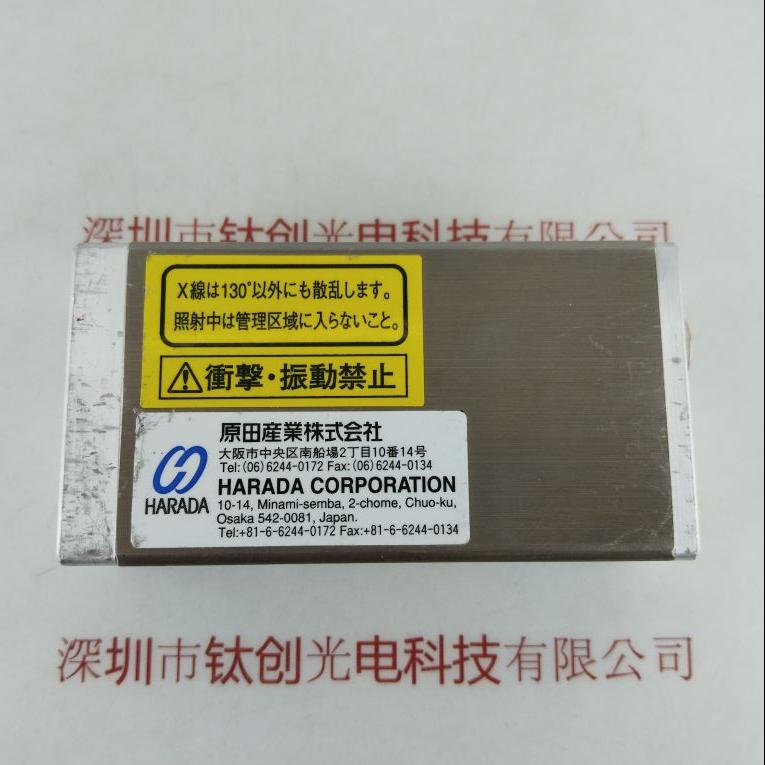 深圳市钛创光电科技有限公司
X線は130°以外にも散乱します。
照射中は管理区域に入らないこと。
衝撃・振動禁止
HARADA
原田産業株式会社
大阪市中央区南船場2丁目10番14号
Tel:(06)6244-0172 Fax:(06)6244-0134
HARADA CORPORATION
10-14, Minami-semba, 2-chome, Chuo-ku,
Osaka 542-0081, Japan.
Tel:+81-6-6244-0172 Fax:+81-6-6244-0134
深圳市钛创光电科技有限公司